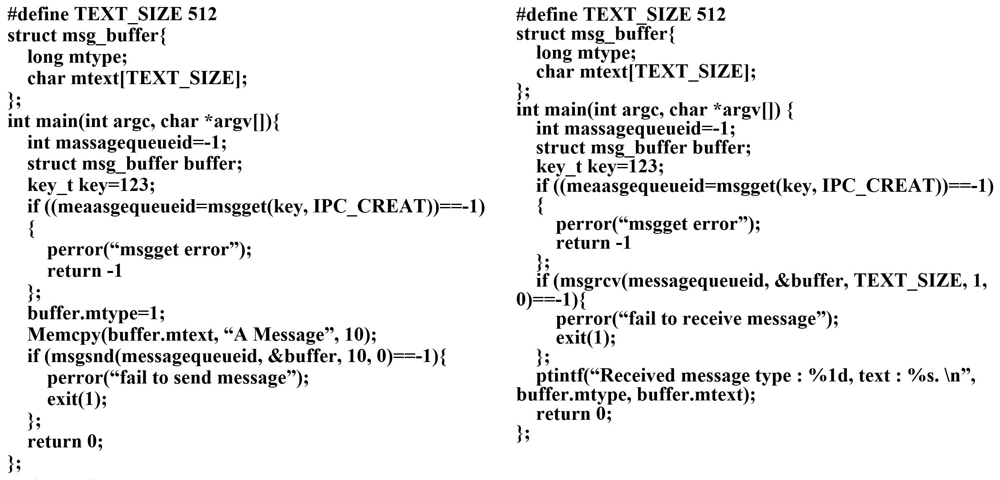 #define TEXT_SIZE 512
struct msg_buffer{
long mtype;
char mtext[TEXT_SIZE];
};
int main(int argc, char *argv[]){
int massagequeueid=-1;
struct msg_buffer buffer;
key_t key=123;
if ((meaasgequeueid=msgget(key, IPC_CREAT))==-1)
{
perror(“msgget error”);
return -1
};
buffer.mtype=1;
Memcpy(buffer.mtext, “A Message”, 10);
if (msgsnd(messagequeueid, &buffer, 10, 0)==-1){
perror(“fail to send message”);
exit(1);
};
return 0;
};
#define TEXT_SIZE 512
struct msg_buffer{
long mtype;
char mtext[TEXT_SIZE];
};
int main(int argc, char *argv[]) {
int massagequeueid=-1;
struct msg_buffer buffer;
key_t key=123;
if ((meaasgequeueid=msgget(key, IPC_CREAT))==-1)
{
perror(“msgget error”);
return -1
};
if (msgrcv(messagequeueid, &buffer, TEXT_SIZE, 1,
0)==-1){
perror(“fail to receive message”);
exit(1);
};
ptintf(“Received message type : %1d, text : %s. \n”,
buffer.mtype, buffer.mtext);
return 0;
};